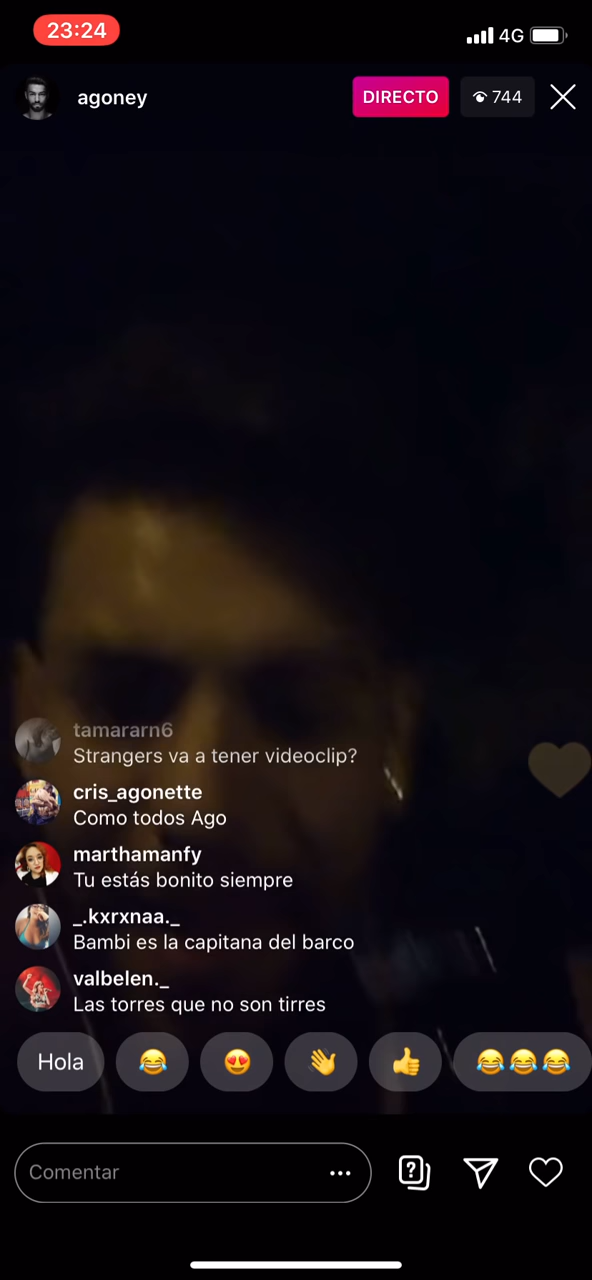 23:24
4G
agoney
DIRECTO
744
tamararn6
Strangers va a tener videoclip?
cris_agonette
Como todos Ago
marthamanfy
Tu estás bonito siempre
_.kxrxnaa._
Bambi es la capitana del barco
valbelen._
Las torres que no son tirres
Hola
Comentar